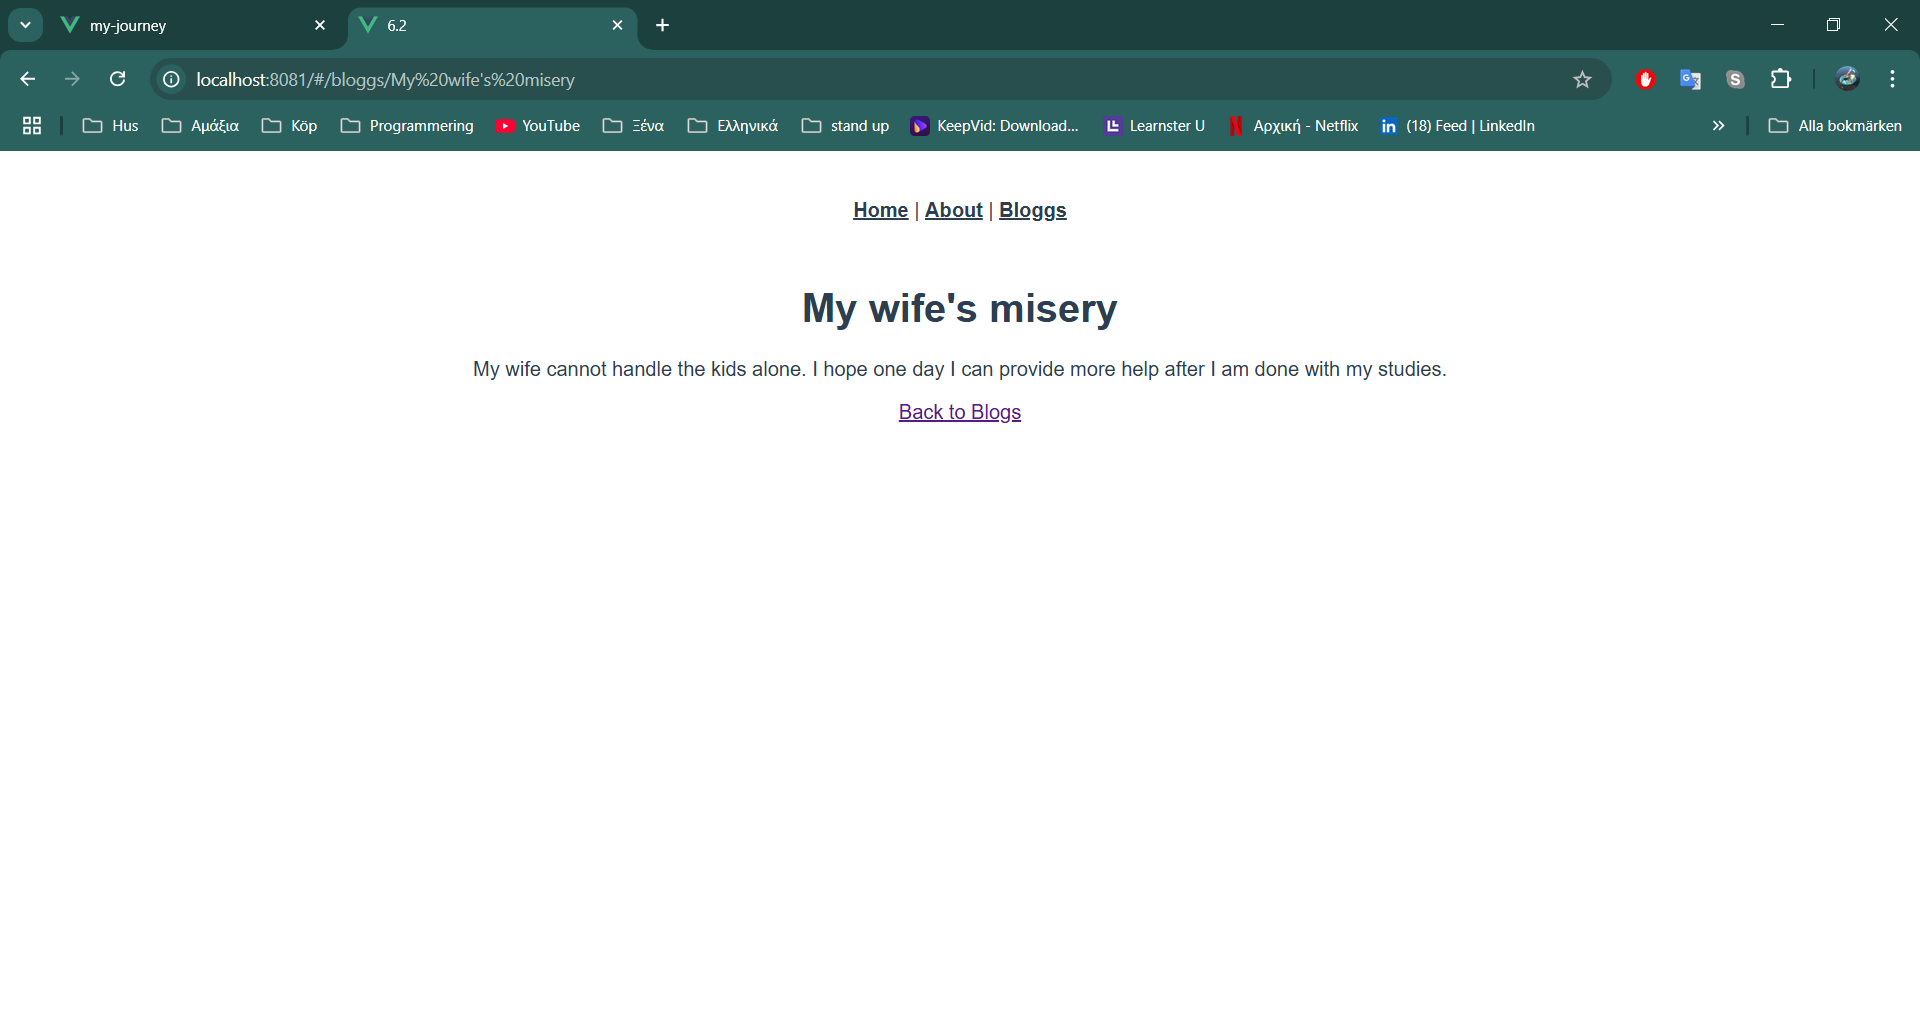 my-journey
6.2
localhost:8081/#/bloggs/My%20wife's%20misery
Hus Αμάξια Köp Programmering YouTube Ξένα Ελληνικά stand up KeepVid: Download... Learnster U Αρχική - Netflix (18) Feed | LinkedIn Alla bokmärken
Home | About | Bloggs
My wife's misery
My wife cannot handle the kids alone. I hope one day I can provide more help after I am done with my studies.
Back to Blogs